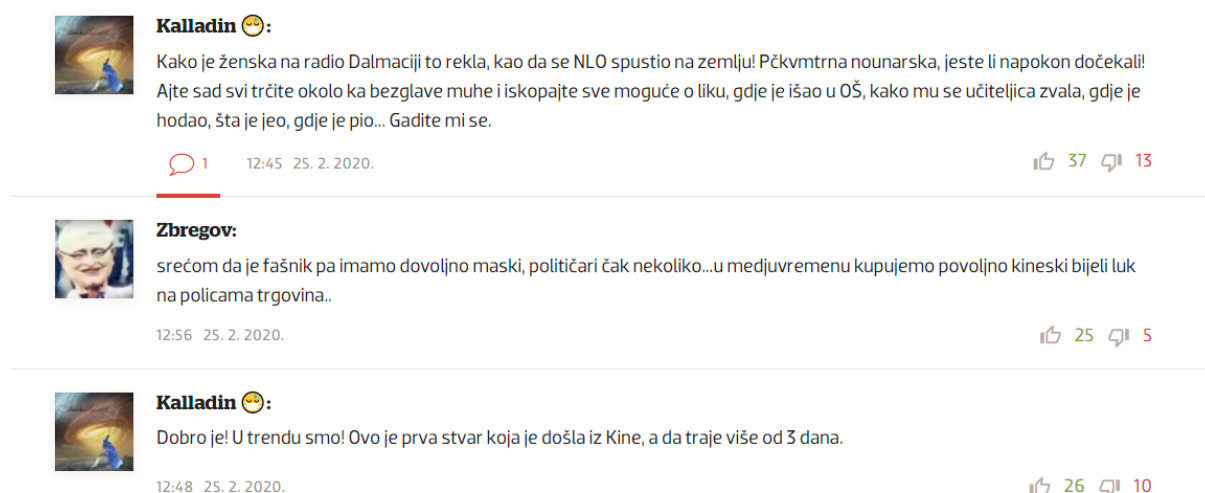 Kalladin 😷:
Kako je ženska na radio Dalmaciji to rekla, kao da se NLO spustio na zemlju! Pčkvmtrna nounarska, jeste li napokon dočekali!
Ajte sad svi trčite okolo ka bezglave muhe i iskopajte sve moguće o liku, gdje je išao u OŠ, kako mu se učiteljica zvala, gdje je
hodao, šta je jeo, gdje je pio... Gadite mi se.
1 12:45 25. 2. 2020. 37 13
Zbregov:
srećom da je fašnik pa imamo dovoljno maski, političari čak nekoliko...u medjuvremenu kupujemo povoljno kineski bijeli luk
na policama trgovina..
12:56 25. 2. 2020. 25 5
Kalladin 😷:
Dobro je! U trendu smo! Ovo je prva stvar koja je došla iz Kine, a da traje više od 3 dana.
12:48 25. 2. 2020. 26 10